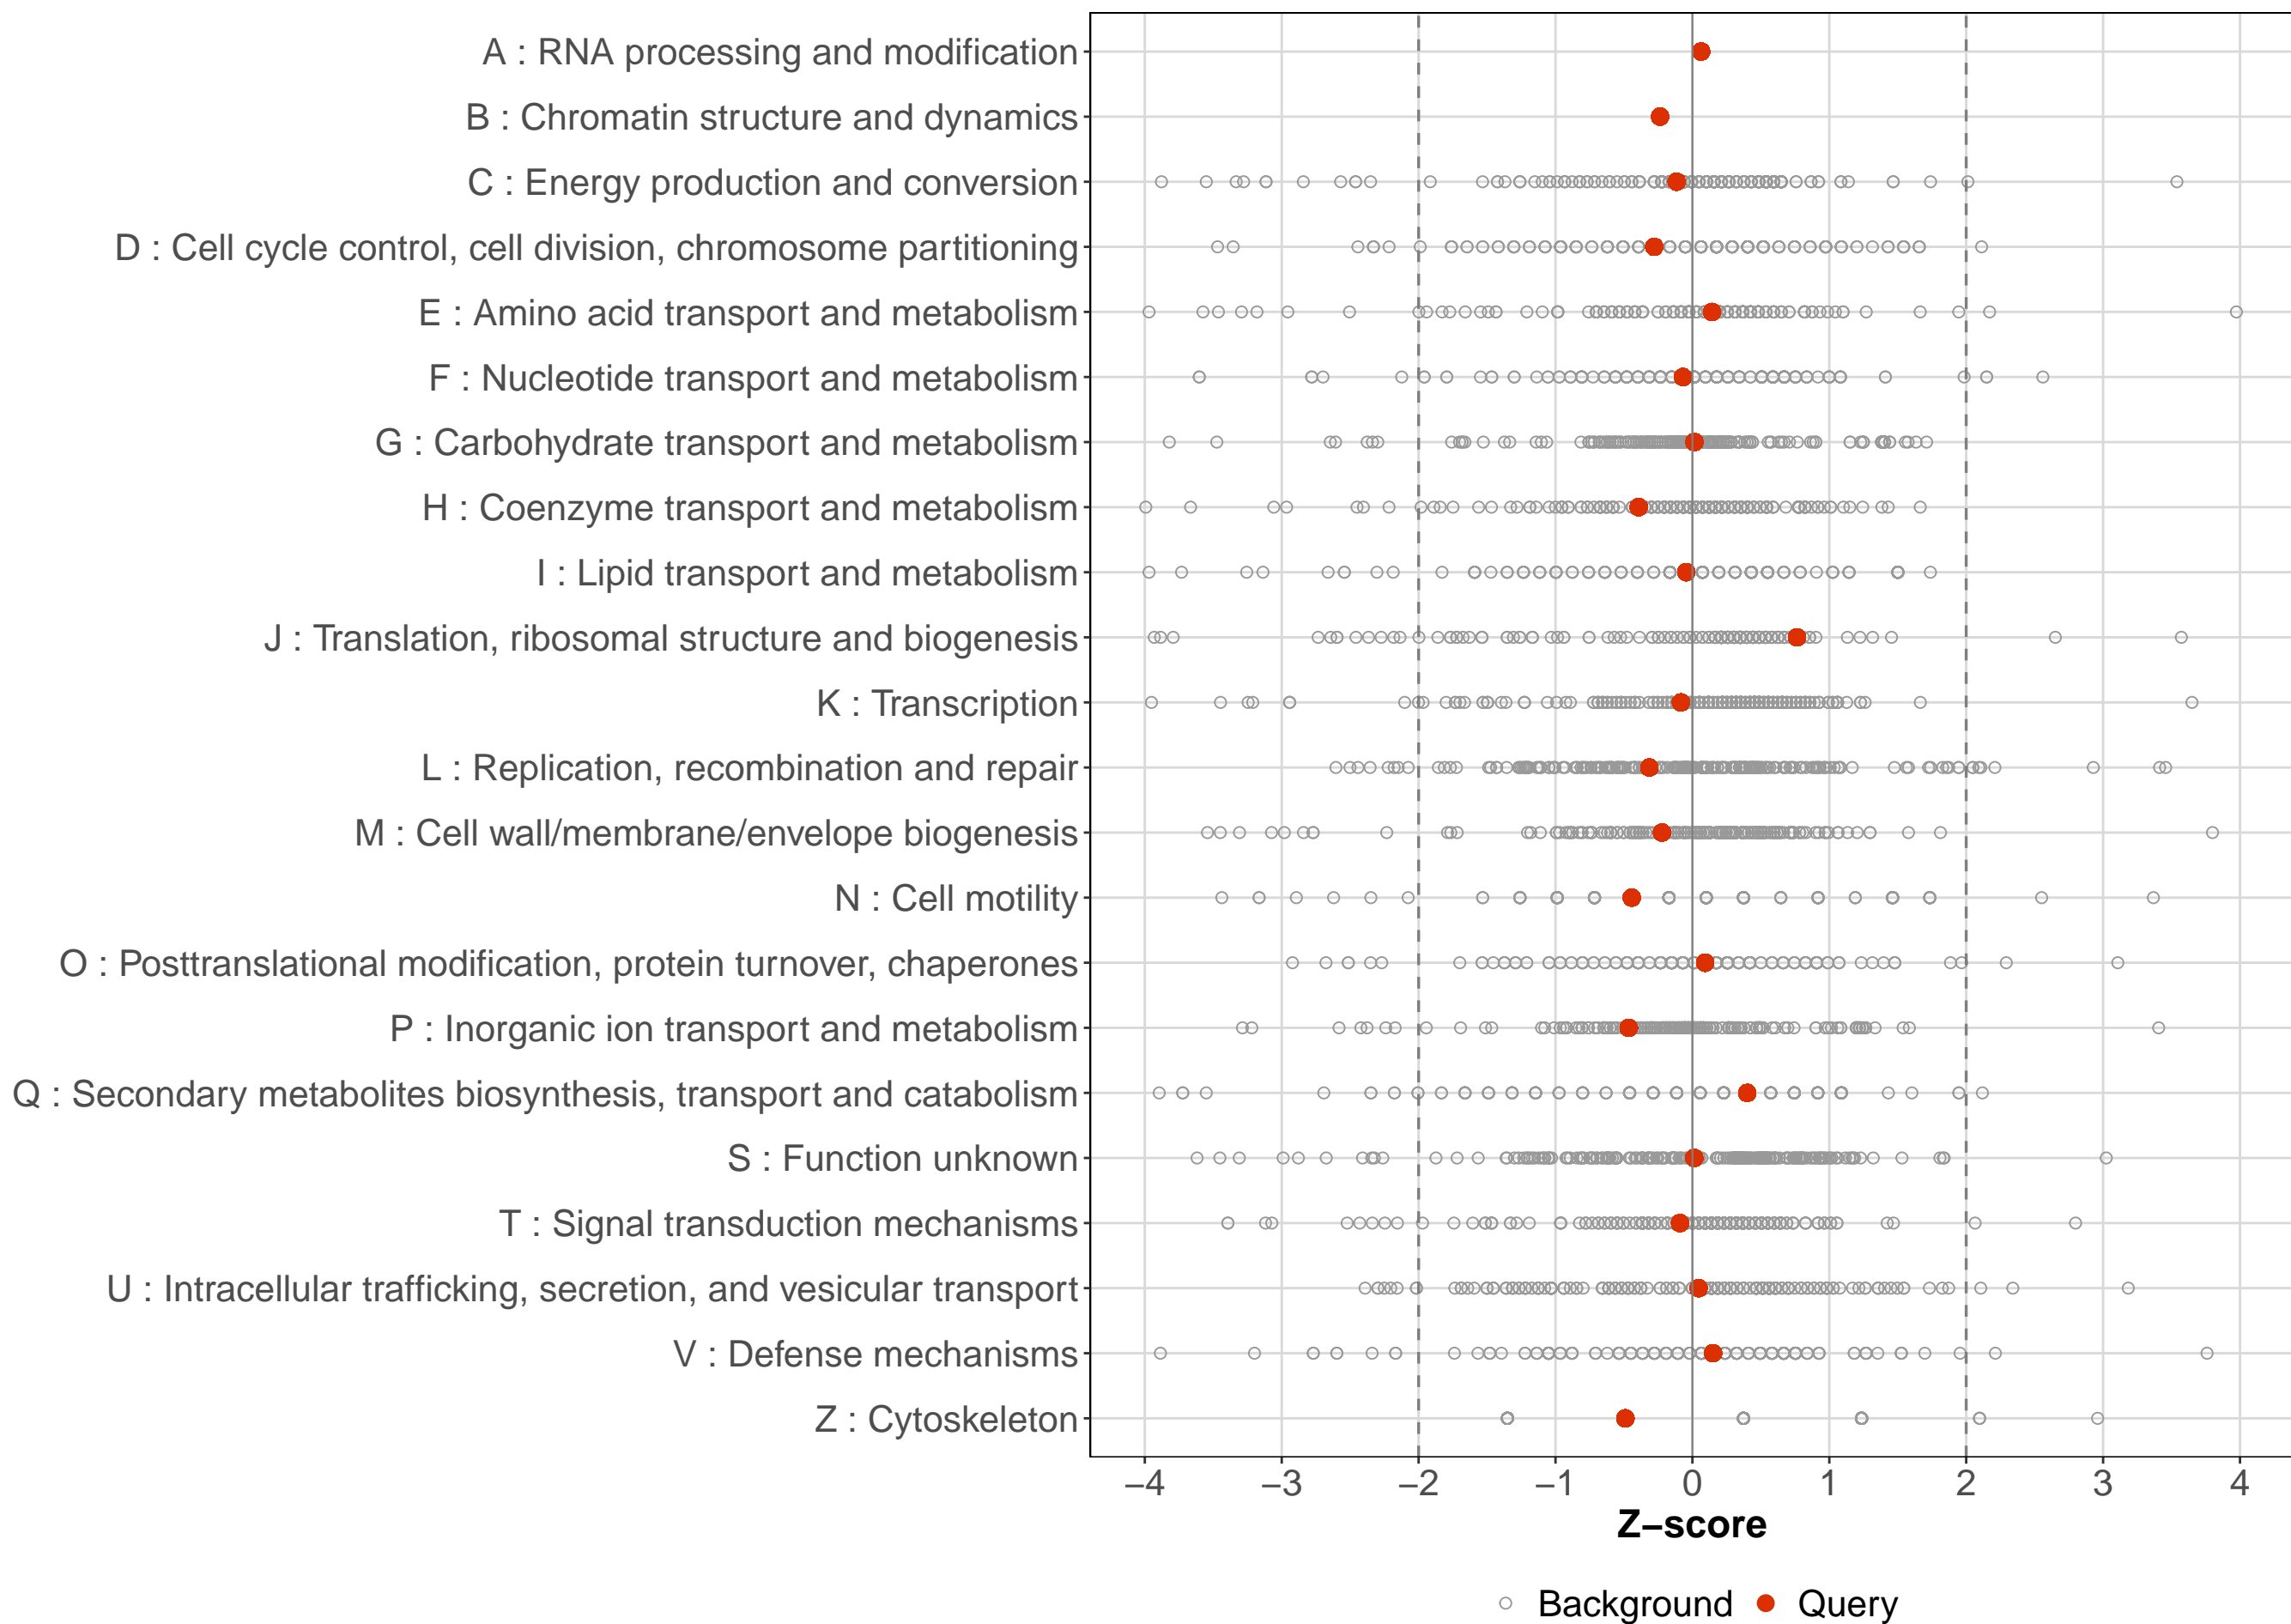 A : RNA processing and modification
B : Chromatin structure and dynamics
C : Energy production and conversion
D : Cell cycle control, cell division, chromosome partitioning
E : Amino acid transport and metabolism
F : Nucleotide transport and metabolism
G : Carbohydrate transport and metabolism
H : Coenzyme transport and metabolism
I : Lipid transport and metabolism
J : Translation, ribosomal structure and biogenesis
K : Transcription
L : Replication, recombination and repair
M : Cell wall/membrane/envelope biogenesis
N : Cell motility
O : Posttranslational modification, protein turnover, chaperones
P : Inorganic ion transport and metabolism
Q : Secondary metabolites biosynthesis, transport and catabolism
S : Function unknown
T : Signal transduction mechanisms
U : Intracellular trafficking, secretion, and vesicular transport
V : Defense mechanisms
Z : Cytoskeleton
−4 −3 −2 −1 0 1 2 3 4
Z−score
Background Query